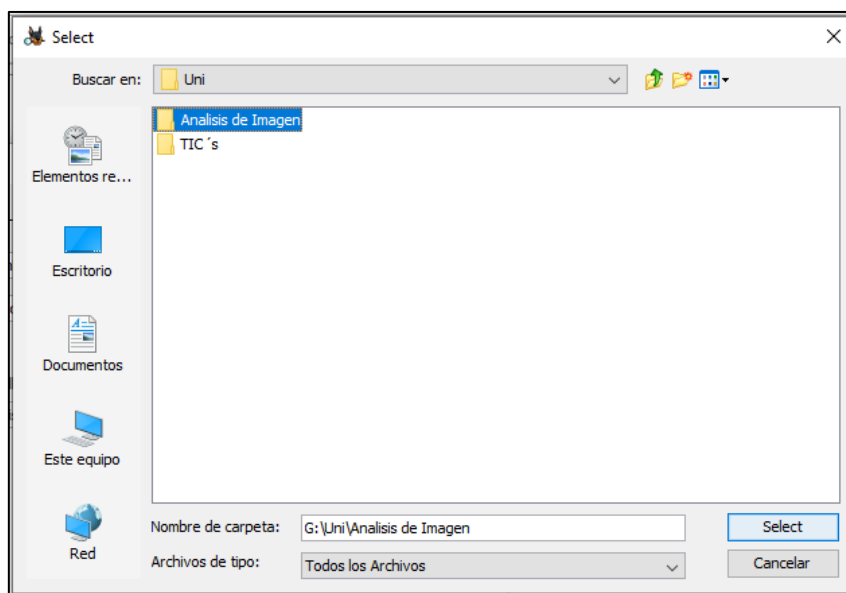 Select
Buscar en:
Uni
Analisis de Imagen
TIC ´s
Elementos re...
Escritorio
Documentos
Este equipo
Red
Nombre de carpeta:
G:\Uni\Analisis de Imagen
Select
Archivos de tipo:
Todos los Archivos
Cancelar